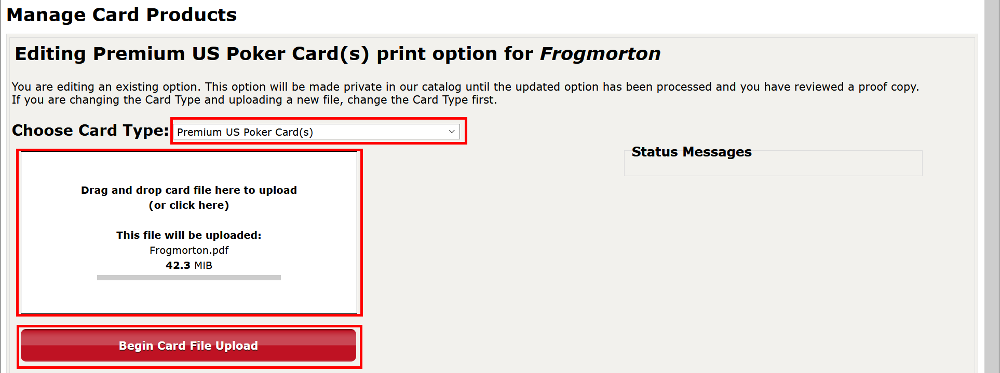 Manage Card Products
Editing Premium US Poker Card(s) print option for Frogmorton
You are editing an existing option. This option will be made private in our catalog until the updated option has been processed and you have reviewed a proof copy.
If you are changing the Card Type and uploading a new file, change the Card Type first.
Choose Card Type: Premium US Poker Card(s)
Status Messages
Drag and drop card file here to upload
(or click here)
This file will be uploaded:
Frogmorton.pdf
42.3 MiB
Begin Card File Upload